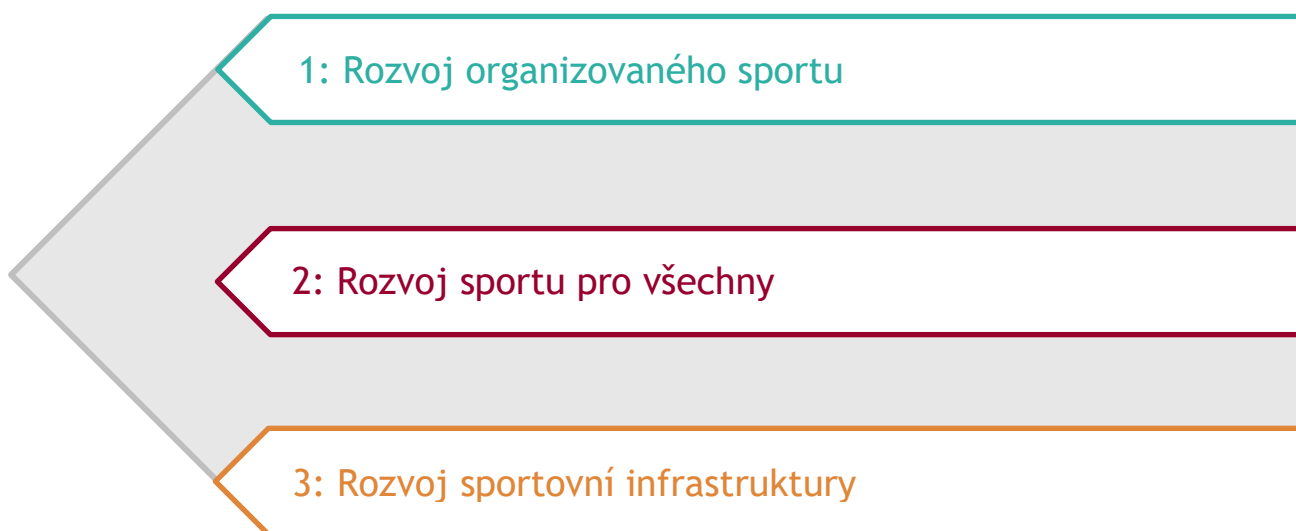 1: Rozvoj organizovaného sportu
2: Rozvoj sportu pro všechny
3: Rozvoj sportovní infrastruktury